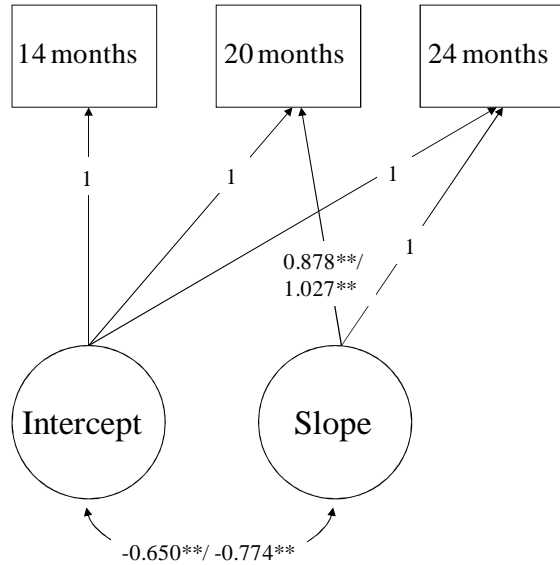 14 months
20 months
24 months
1
1
1
0.878**/
1.027**
1
Intercept
Slope
-0.650**/ -0.774**